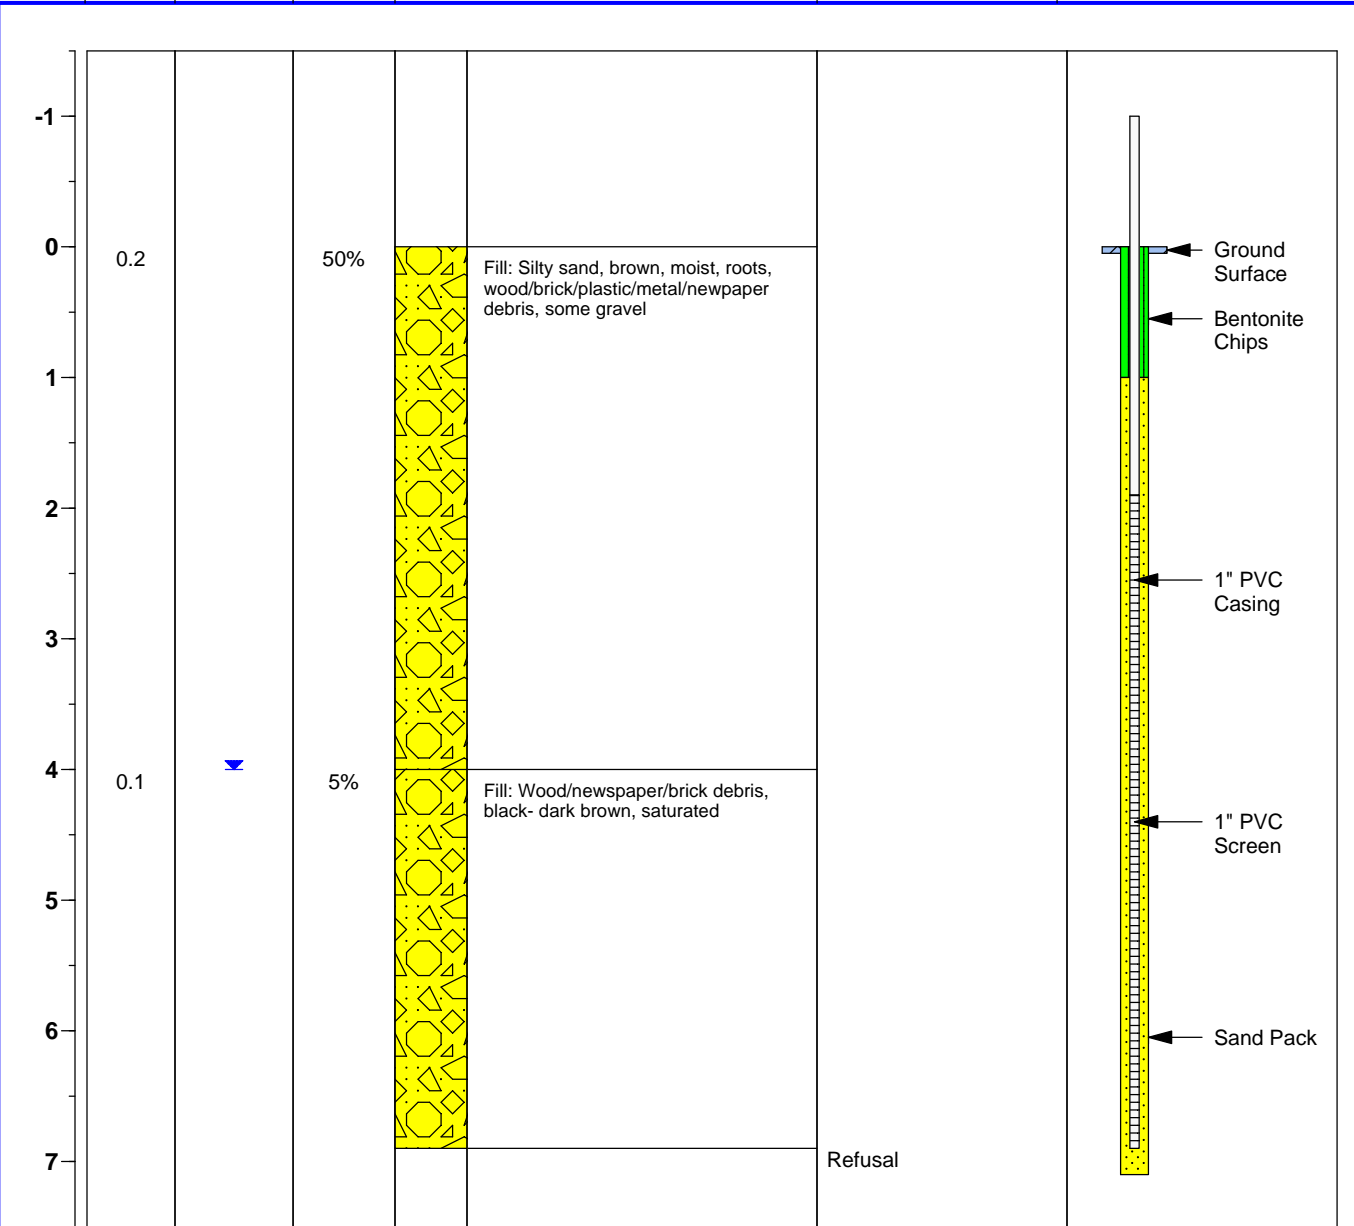 -1
0
0.2
50%
Fill: Silty sand, brown, moist, roots,
wood/brick/plastic/metal/newpaper
debris, some gravel
Ground
Surface
Bentonite
Chips
1
2
1" PVC
Casing
3
4
0.1
5%
Fill: Wood/newspaper/brick debris,
black- dark brown, saturated
1" PVC
Screen
5
6
Sand Pack
7
Refusal